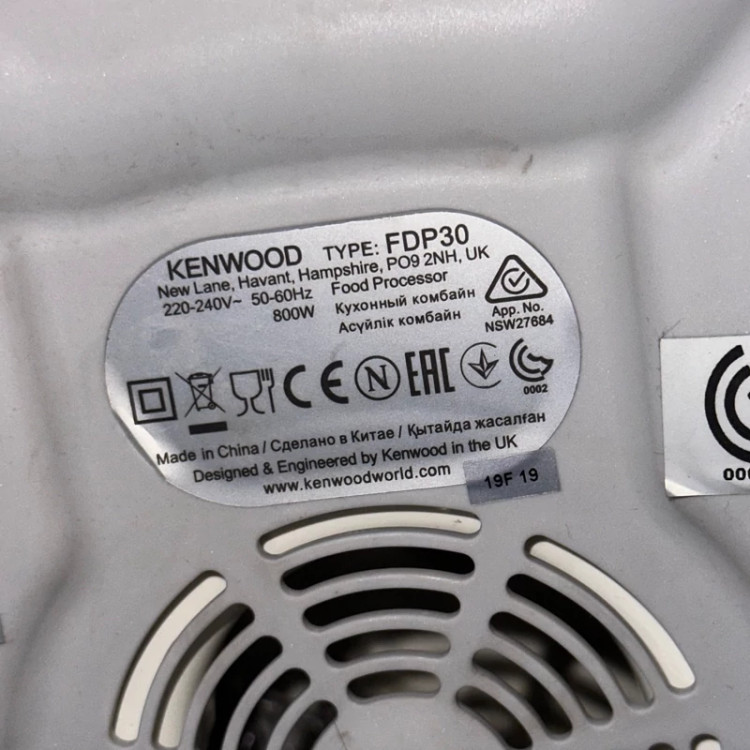 KENWOOD TYPE: FDP30
New Lane, Havant, Hampshire, PO9 2NH, UK
220-240V~ 50-60Hz Food Processor
800W Кухонный комбайн
Асүйлік комбайн
App. No.
NSW27684
N
EAC
0002
Made in China / Сделано в Китае / Қытайда жасалған
Designed & Engineered by Kenwood in the UK
www.kenwoodworld.com
19F 19